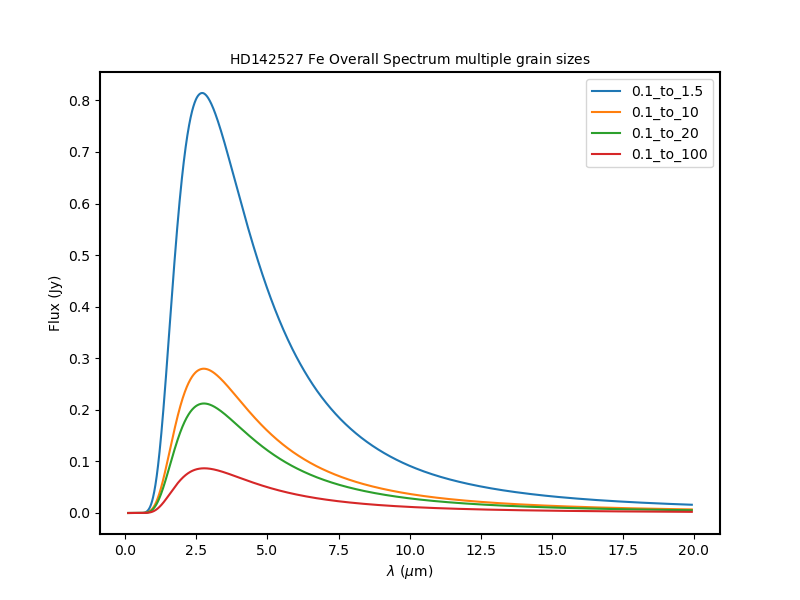 HD142527 Fe Overall Spectrum multiple grain sizes
0.1_to_1.5
0.1_to_10
0.1_to_20
0.1_to_100
Flux (Jy)
0.8
0.7
0.6
0.5
0.4
0.3
0.2
0.1
0.0
0.0 2.5 5.0 7.5 10.0 12.5 15.0 17.5 20.0
λ (μm)